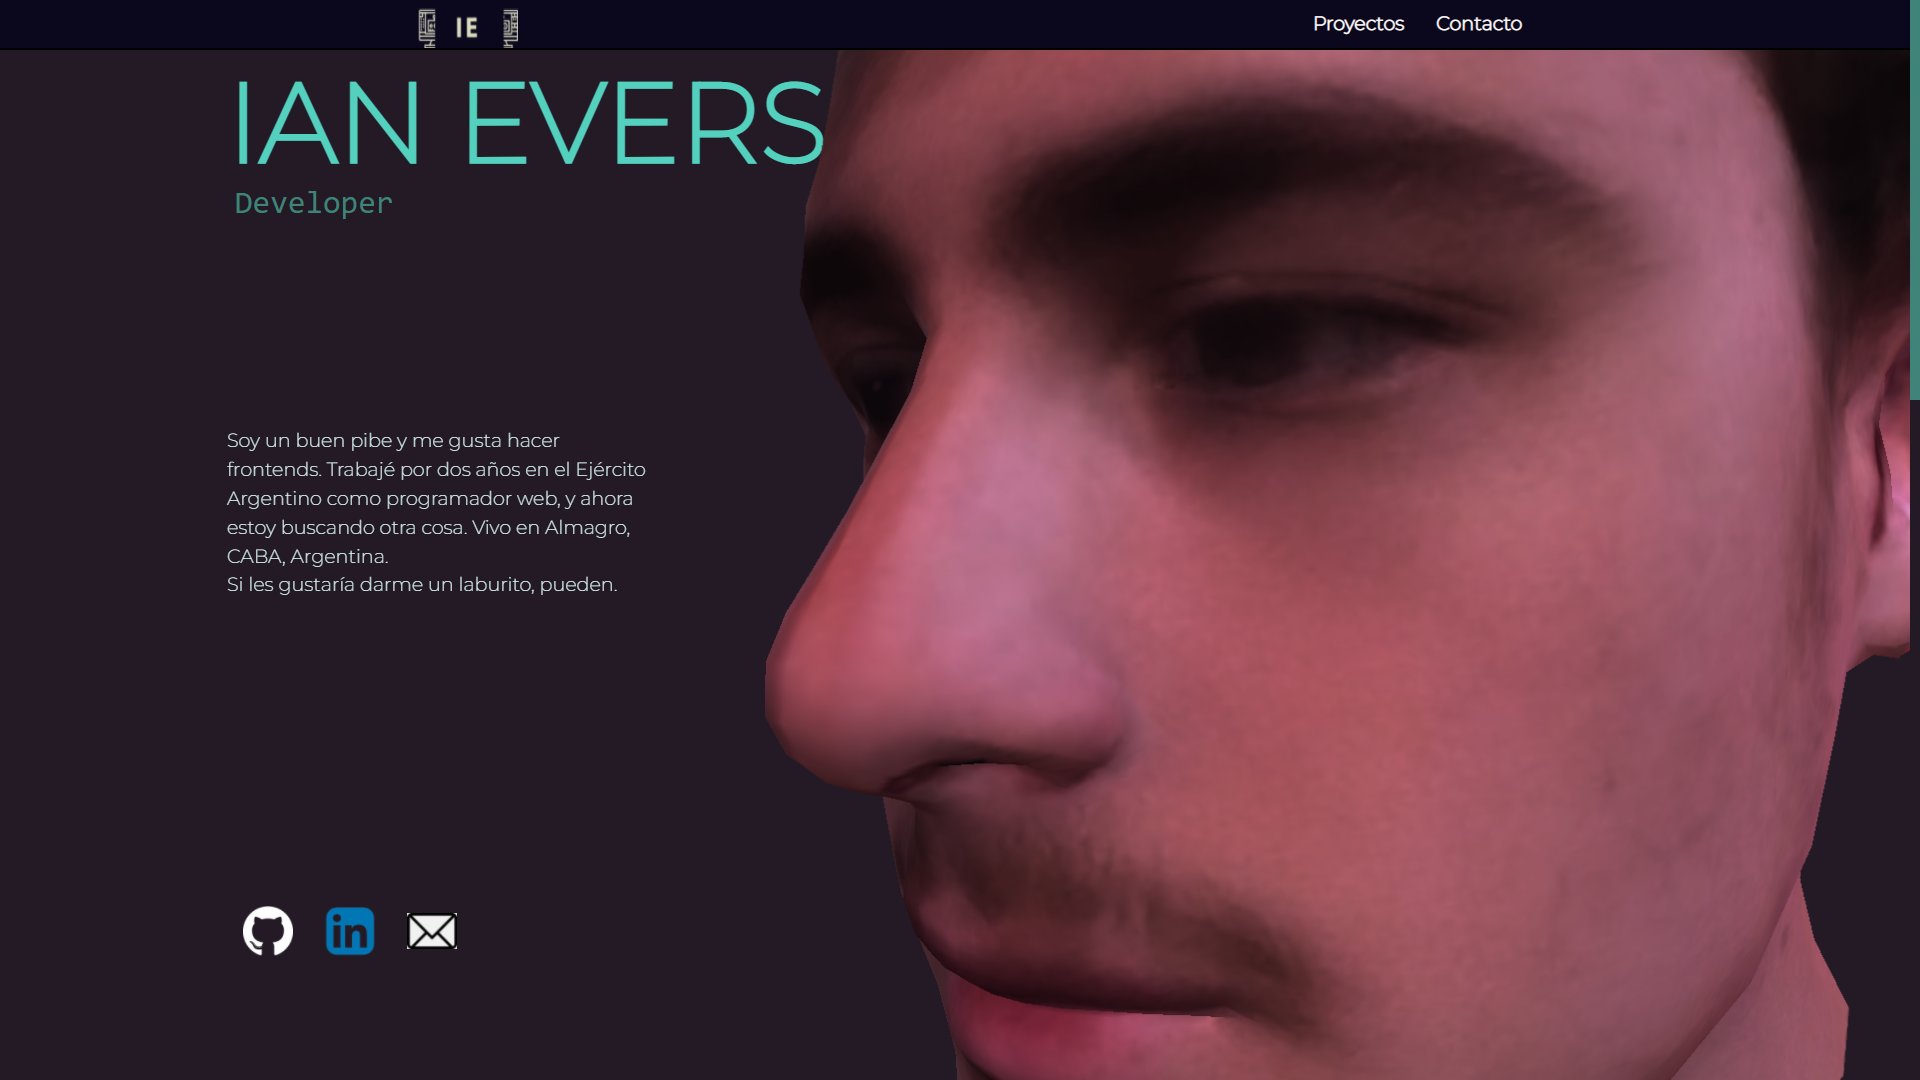 IE
Proyectos Contacto
IAN EVERS
Developer
Soy un buen pibe y me gusta hacer
frontends. Trabajé por dos años en el Ejército
Argentino como programador web, y ahora
estoy buscando otra cosa. Vivo en Almagro,
CABA, Argentina.
Si les gustaría darme un laburito, pueden.
in